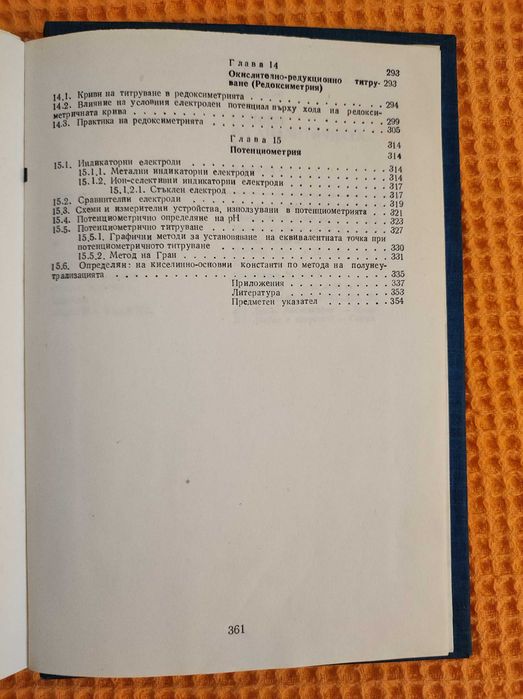 Глава 14
293
Окислително-редукционно титру-
ване (Редоксиметрия) 293
14.1. Криви на титруване в редоксиметрията
14.2. Влияние на условния електроден потенциал върху хода на редокси- 294
метричната крива 299
14.3. Практика на редоксиметрията 305
Глава 15
314
Потенциометрия 314
15.1. Индикаторни електроди 314
15.1.1. Метални индикаторни електроди 314
15.1.2. Йон-селективни индикаторни електроди 317
15.1.2.1. Стъклен електрод 317
15.2. Сравнителни електроди 319
15.3. Схеми и измерителни устройства, използувани в потенциометрията 321
15.4. Потенциометрично определяне на pH 323
15.5. Потенциометрично титруване 327
15.5.1. Графични методи за установяване на еквивалентната точка при
потенциометричното титруване 330
15.5.2. Метод на Гран 331
15.6. Определян: на киселинно-основни константи по метода на полунеу-
трализацията 335
Приложения 337
Литература 353
Предметен указател 354
361